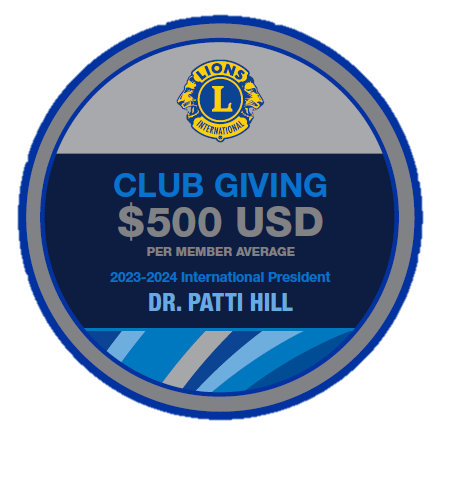 LIONS
L
INTERNATIONAL
CLUB GIVING
$500 USD
PER MEMBER AVERAGE
2023-2024 International President
DR. PATTI HILL